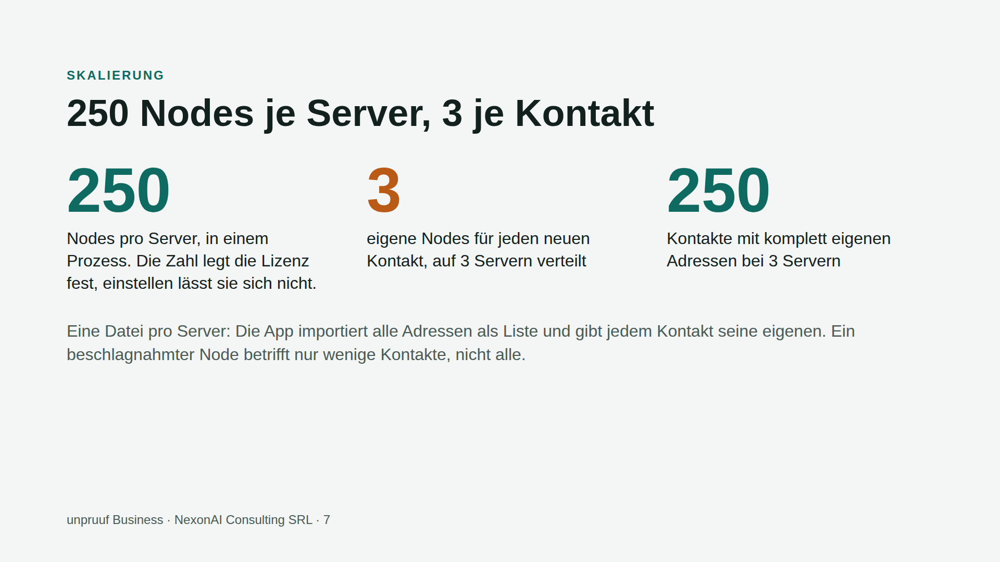 SKALIERUNG
250 Nodes je Server, 3 je Kontakt
250
Nodes pro Server, in einem
Prozess. Die Zahl legt die Lizenz
fest, einstellen lässt sie sich nicht.
3
eigene Nodes für jeden neuen
Kontakt, auf 3 Servern verteilt
250
Kontakte mit komplett eigenen
Adressen bei 3 Servern
Eine Datei pro Server: Die App importiert alle Adressen als Liste und gibt jedem Kontakt seine eigenen. Ein
beschlagnahmter Node betrifft nur wenige Kontakte, nicht alle.
unpruuf Business · NexonAI Consulting SRL · 7